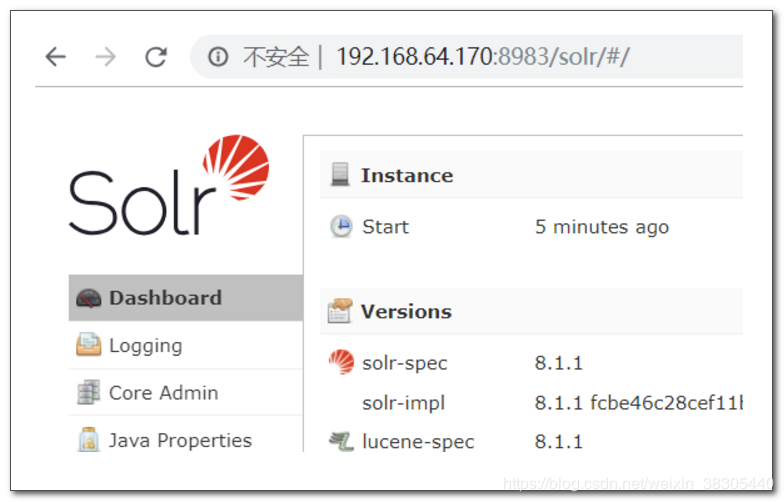 不安全 | 192.168.64.170:8983/solr/#/
Solr
Instance
Start 5 minutes ago
Dashboard
Versions
Logging
solr-spec 8.1.1
Core Admin
solr-impl 8.1.1 fcbe46c28cef11
Java Properties
lucene-spec 8.1.1
https://blog.csdn.net/weixin_38305440